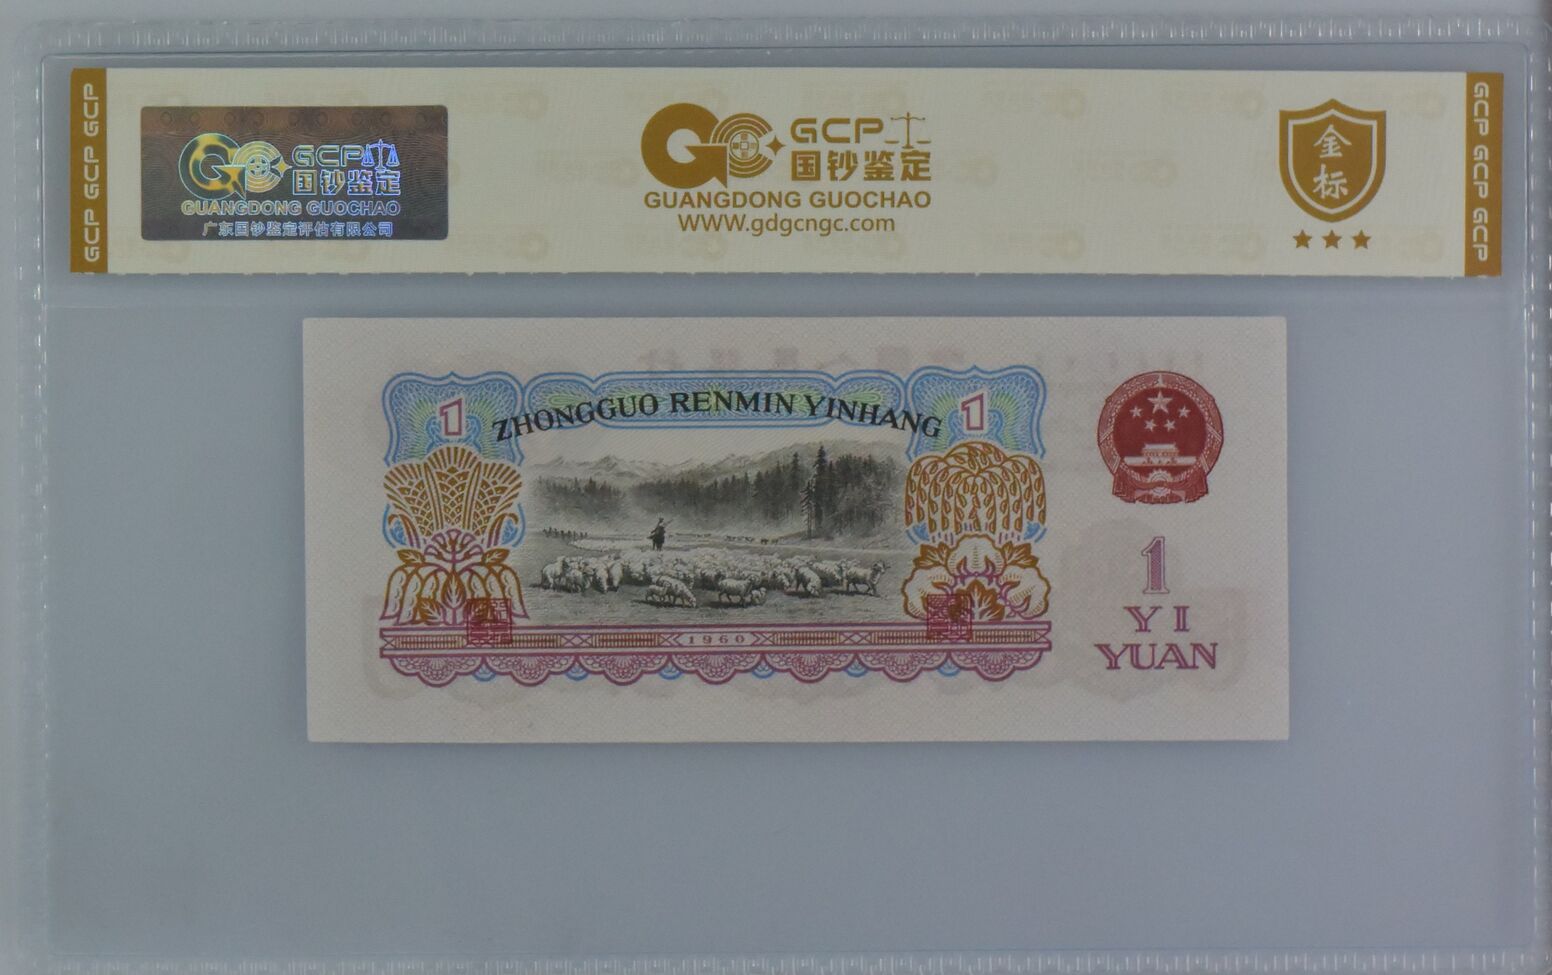 GCP GCP GCP
GCP
国钞鉴定
GUANGDONG GUOCHAO
广东国钞鉴定评估有限公司
GCP
国钞鉴定
GUANGDONG GUOCHAO
WWW.gdgcngc.com
金
标
GCP GCP GCP
1
ZHONGGUO RENMIN YINHANG
1
1960
1
YI
YUAN